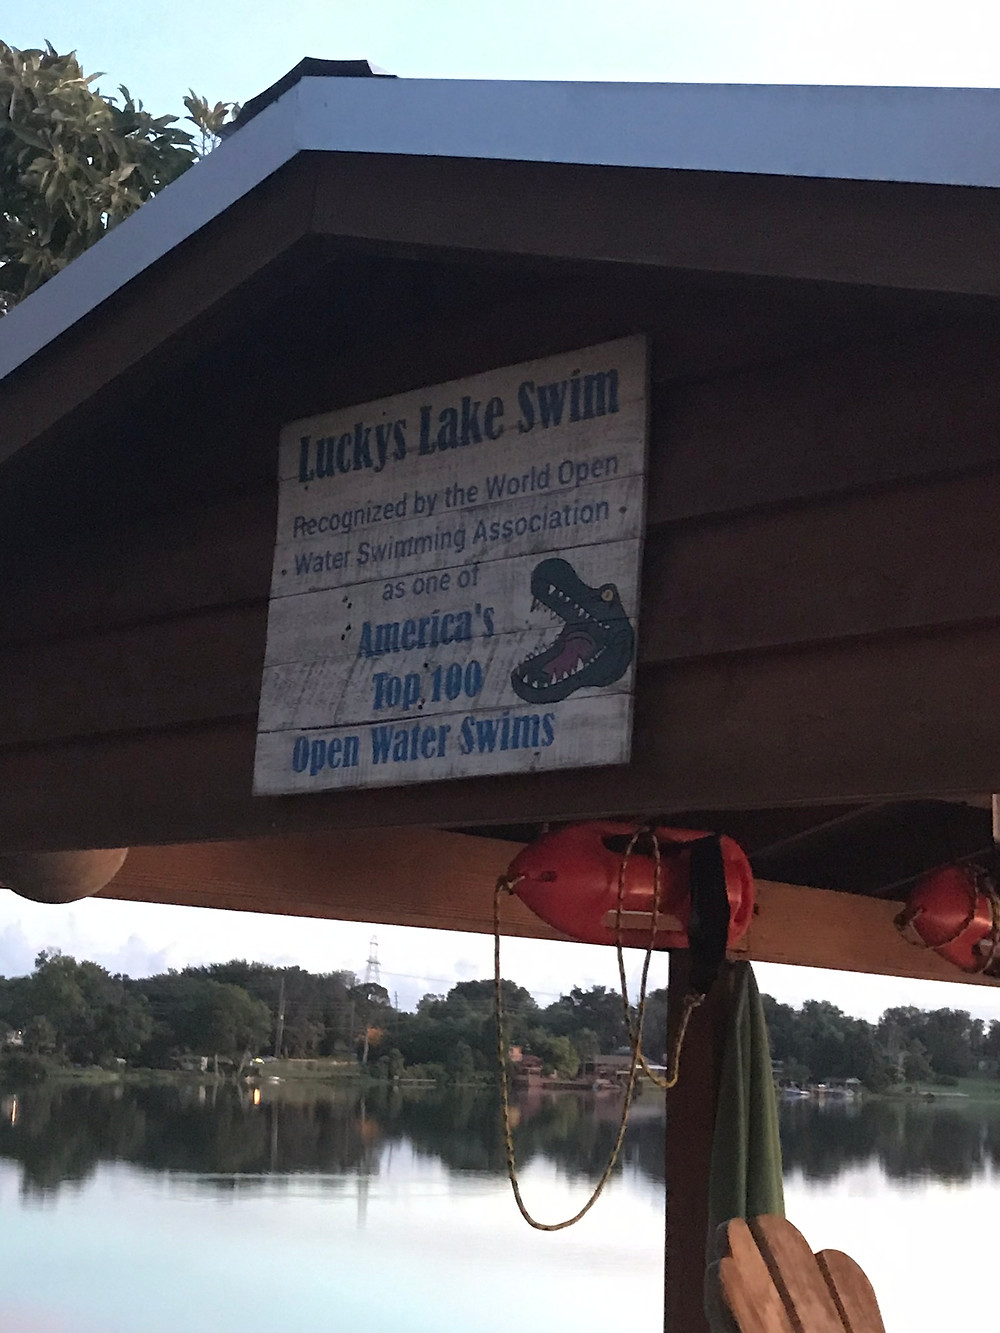 Luckys Lake Swim
Recognized by the World Open
• Water Swimming Association •
as one of
America's
Top 100
Open Water Swims